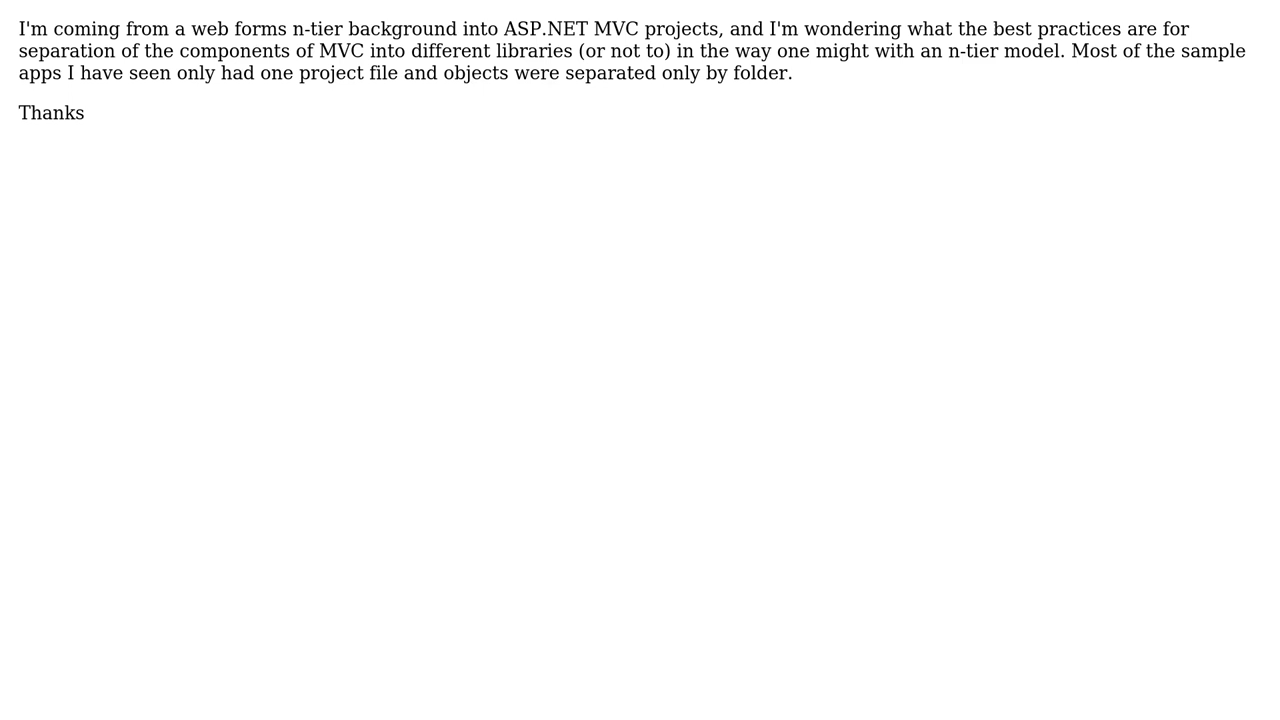 I'm coming from a web forms n-tier background into ASP.NET MVC projects, and I'm wondering what the best practices are for
separation of the components of MVC into different libraries (or not to) in the way one might with an n-tier model. Most of the sample
apps I have seen only had one project file and objects were separated only by folder.
Thanks